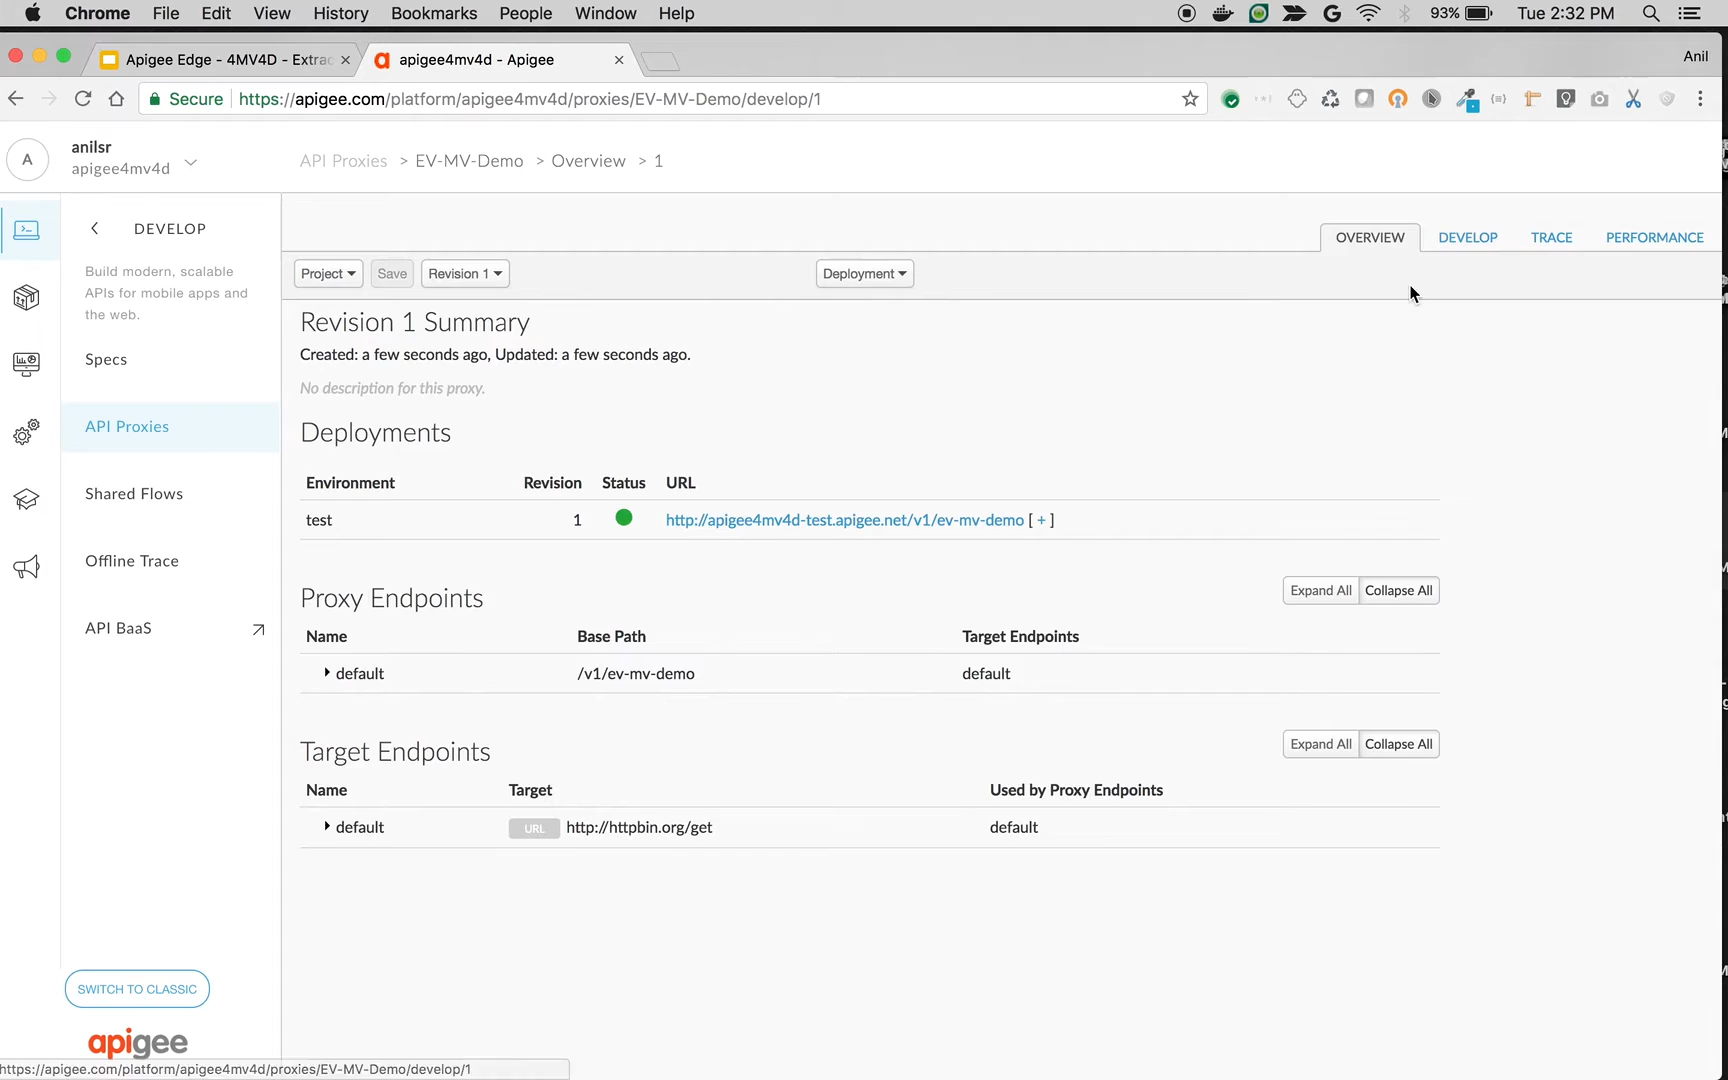 Chrome File Edit View History Bookmarks People Window Help 93% Tue 2:32 PM
Apigee Edge - 4MV4D - Extrac
apigee4mv4d - Apigee
Anil
Secure https://apigee.com/platform/apigee4mv4d/proxies/EV-MV-Demo/develop/1
A
anilsr
apigee4mv4d
API Proxies > EV-MV-Demo > Overview > 1
DEVELOP
Build modern, scalable
APIs for mobile apps and
the web.
Specs
API Proxies
Shared Flows
Offline Trace
API BaaS
SWITCH TO CLASSIC
apigee
OVERVIEW DEVELOP TRACE PERFORMANCE
Project Save Revision 1 Deployment
Revision 1 Summary
Created: a few seconds ago, Updated: a few seconds ago.
No description for this proxy.
Deployments
Environment Revision Status URL
test 1 http://apigee4mv4d-test.apigee.net/v1/ev-mv-demo [ + ]
Proxy Endpoints Expand All Collapse All
Name Base Path Target Endpoints
default /v1/ev-mv-demo default
Target Endpoints Expand All Collapse All
Name Target Used by Proxy Endpoints
default URL http://httpbin.org/get default
https://apigee.com/platform/apigee4mv4d/proxies/EV-MV-Demo/develop/1